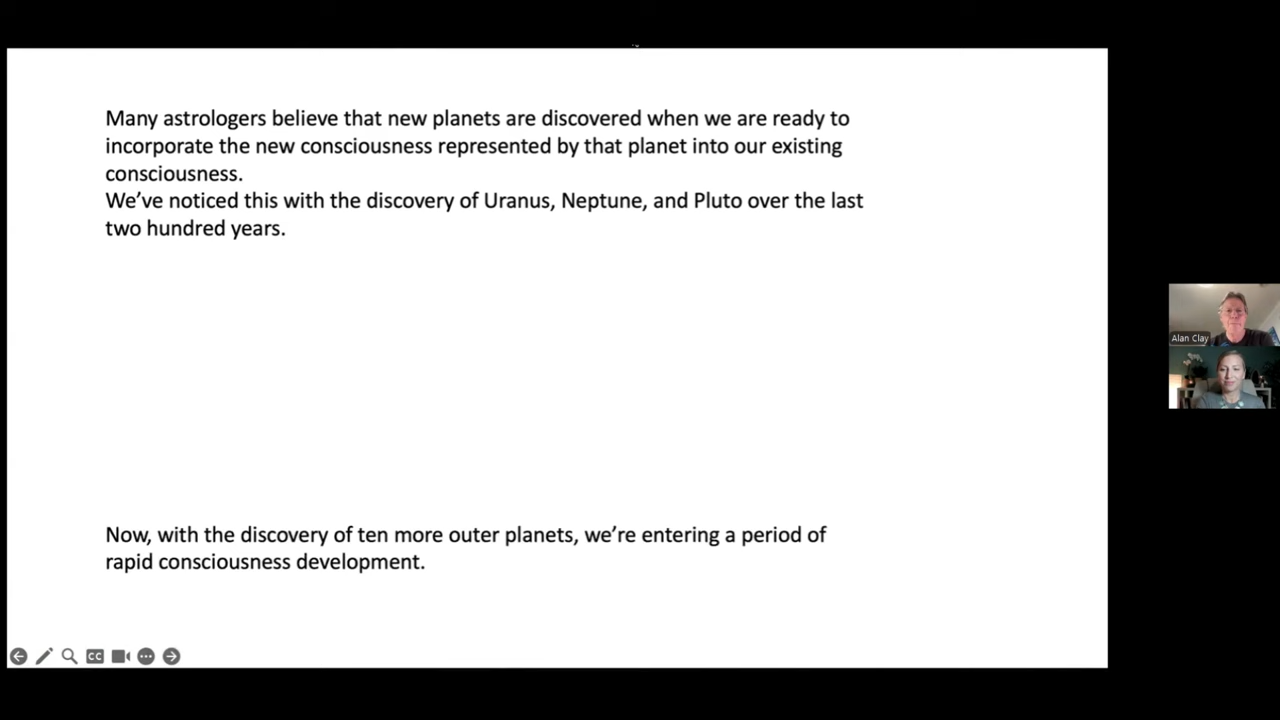 Many astrologers believe that new planets are discovered when we are ready to
incorporate the new consciousness represented by that planet into our existing
consciousness.
We’ve noticed this with the discovery of Uranus, Neptune, and Pluto over the last
two hundred years.
Alan Clay
Now, with the discovery of ten more outer planets, we’re entering a period of
rapid consciousness development.
CC